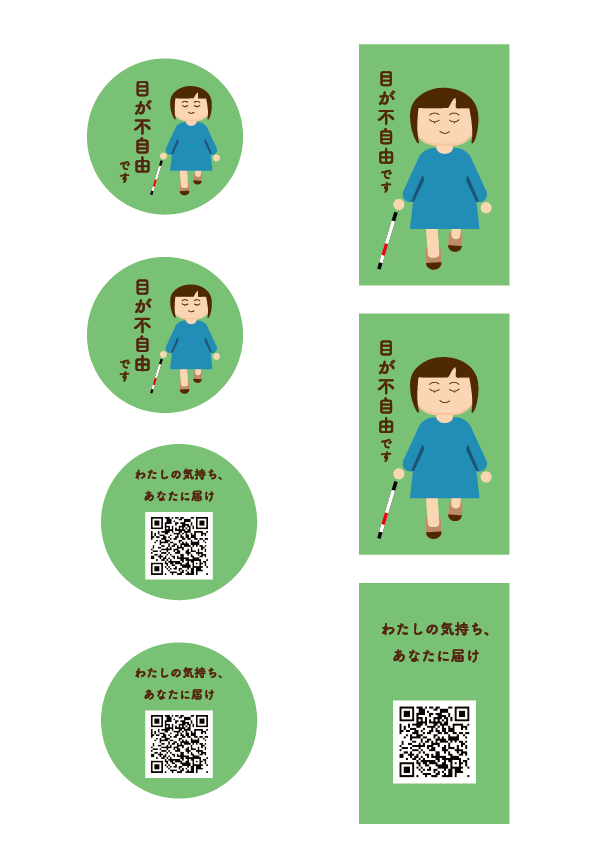 目が不自由
です
目が不自由
です
わたしの気持ち、
あなたに届け
わたしの気持ち、
あなたに届け
目が不自由です
目が不自由です
わたしの気持ち、
あなたに届け